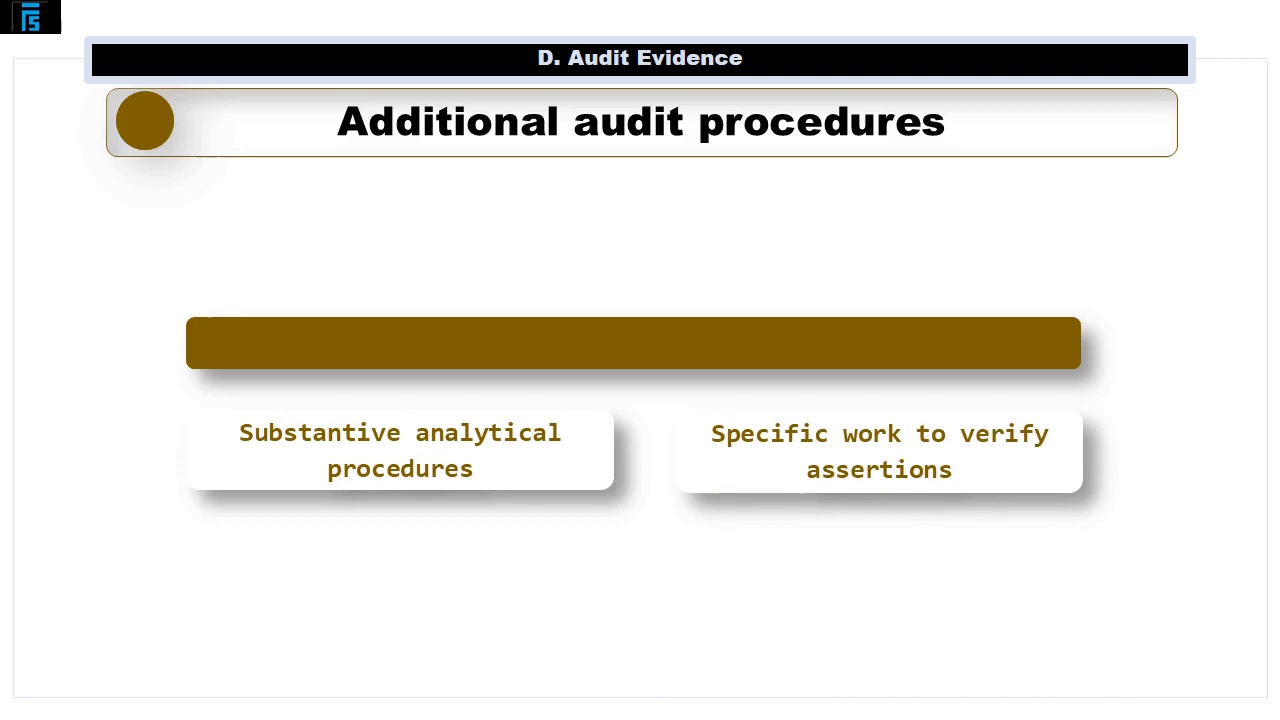 D. Audit Evidence
Additional audit procedures
Substantive analytical
procedures
Specific work to verify
assertions